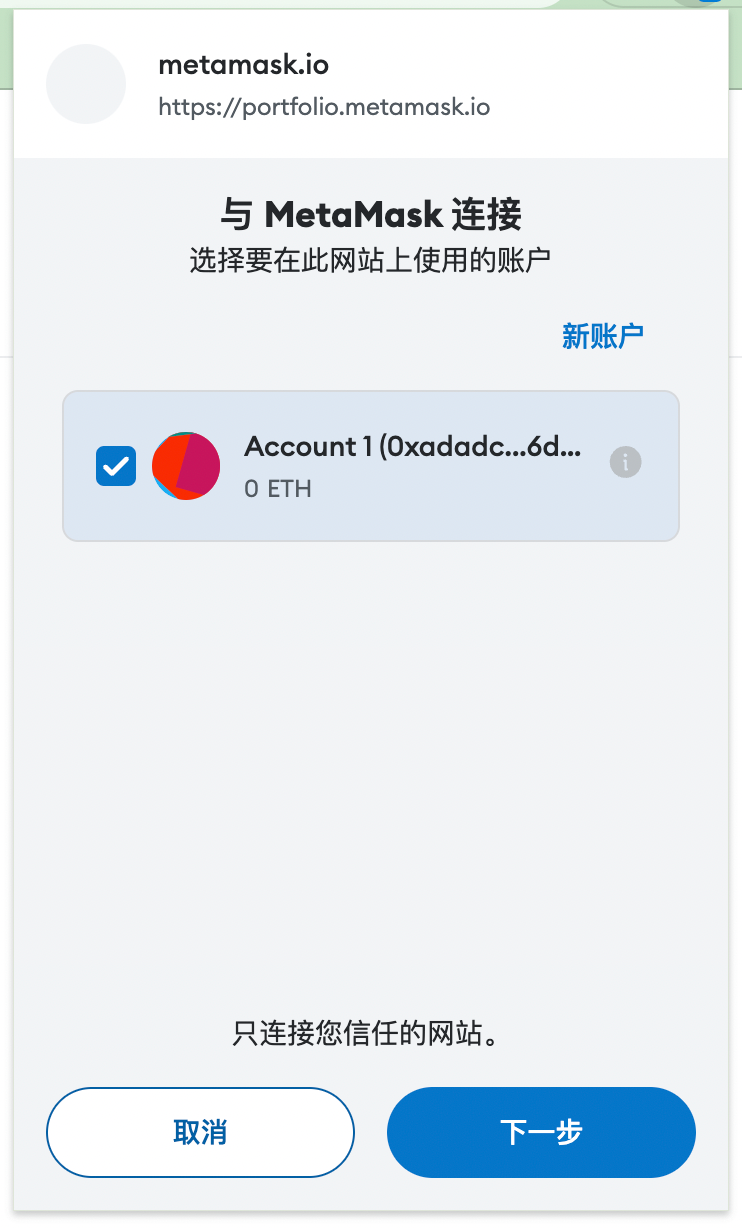 metamask.io
https://portfolio.metamask.io
与 MetaMask 连接
选择要在此网站上使用的账户
新账户
Account 1 (0xadadc...6d...
0 ETH
只连接您信任的网站。
取消
下一步